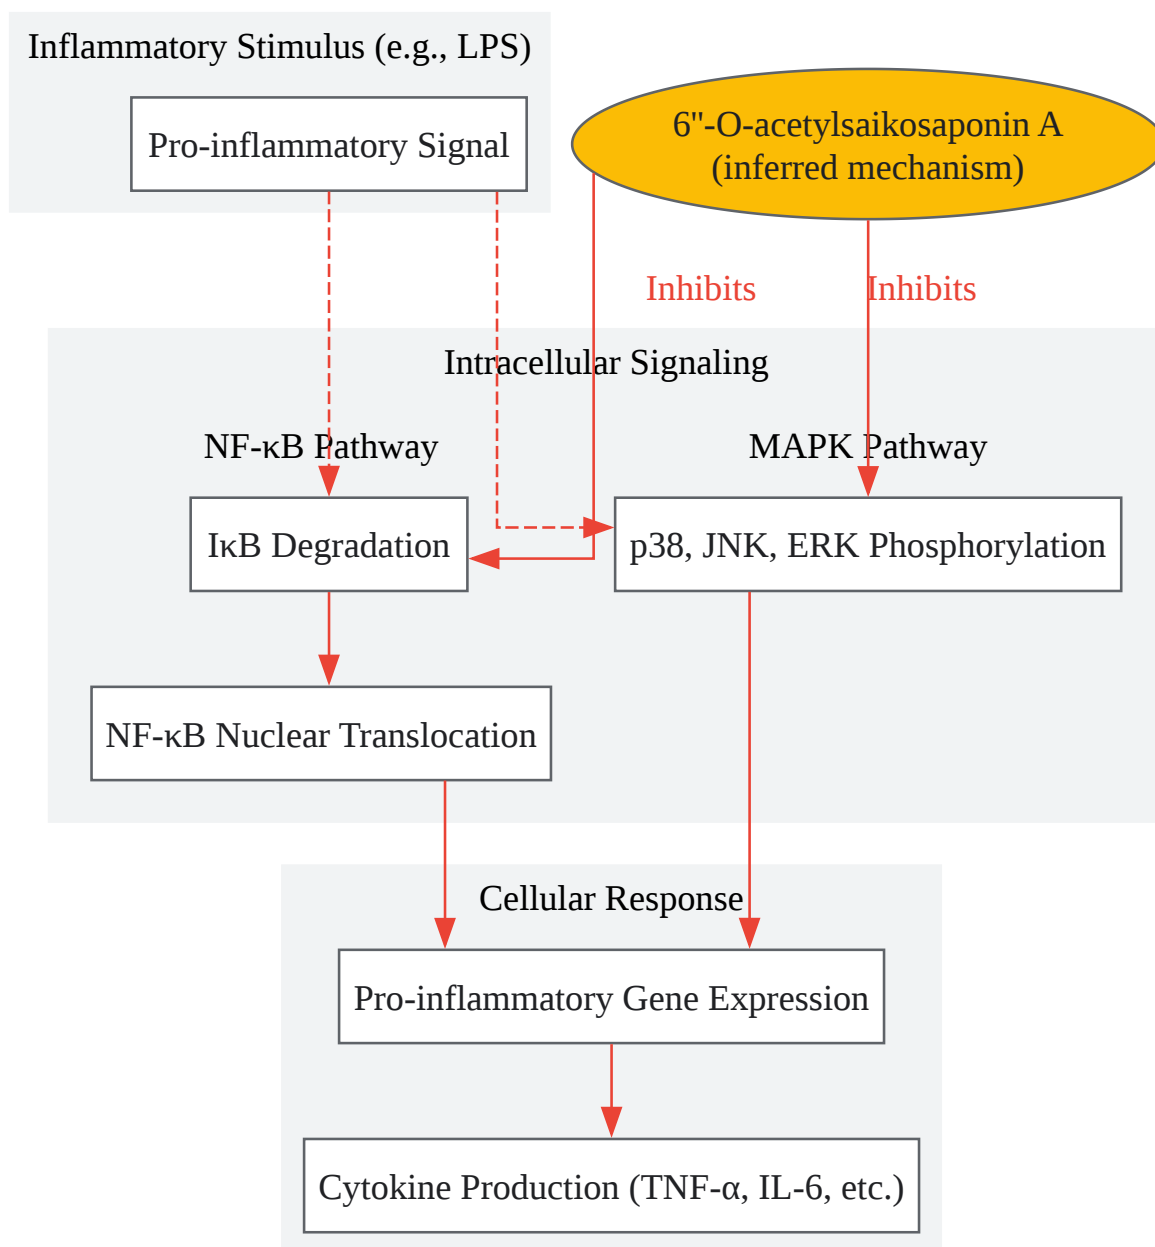 Inflammatory Stimulus (e.g., LPS)
Pro-inflammatory Signal
6"-O-acetylsaikosaponin A
(inferred mechanism)
Inhibits
Inhibits
Intracellular Signaling
NF-κB Pathway
MAPK Pathway
IκB Degradation
p38, JNK, ERK Phosphorylation
NF-κB Nuclear Translocation
Cellular Response
Pro-inflammatory Gene Expression
Cytokine Production (TNF-α, IL-6, etc.)